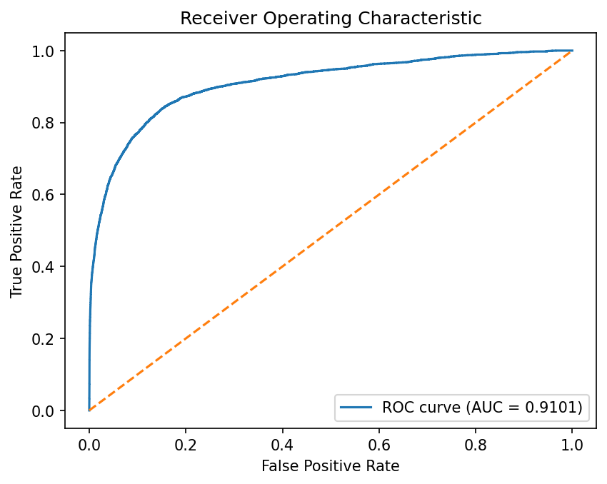 Receiver Operating Characteristic
True Positive Rate
1.0
0.8
0.6
0.4
0.2
0.0
ROC curve (AUC = 0.9101)
0.0 0.2 0.4 0.6 0.8 1.0
False Positive Rate